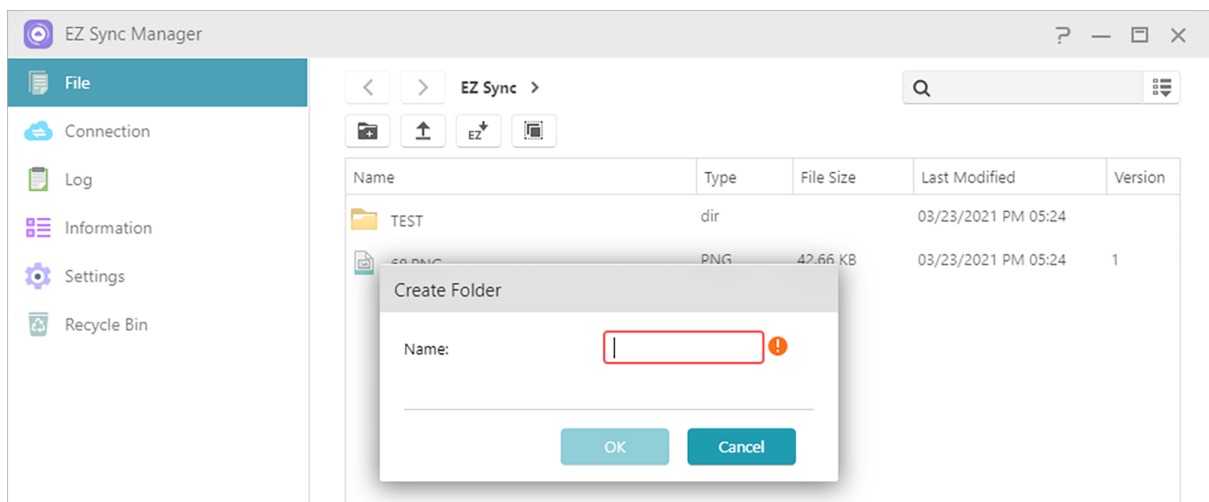 EZ Sync Manager
File
Connection
Log
Information
Settings
Recycle Bin
EZ Sync >
EZ
Name Type File Size Last Modified Version
TEST dir 03/23/2021 PM 05:24
68.PNG PNG 42.66 KB 03/23/2021 PM 05:24 1
Create Folder
Name:
OK Cancel